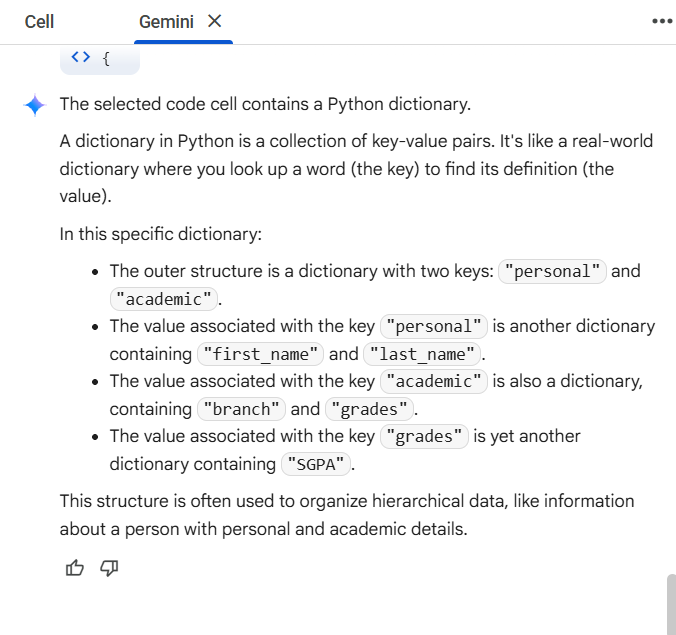 Cell Gemini ✕ •••
<> {
The selected code cell contains a Python dictionary.
A dictionary in Python is a collection of key-value pairs. It's like a real-world
dictionary where you look up a word (the key) to find its definition (the
value).
In this specific dictionary:
• The outer structure is a dictionary with two keys: "personal" and
"academic".
• The value associated with the key "personal" is another dictionary
containing "first_name" and "last_name".
• The value associated with the key "academic" is also a dictionary,
containing "branch" and "grades".
• The value associated with the key "grades" is yet another
dictionary containing "SGPA".
This structure is often used to organize hierarchical data, like information
about a person with personal and academic details.